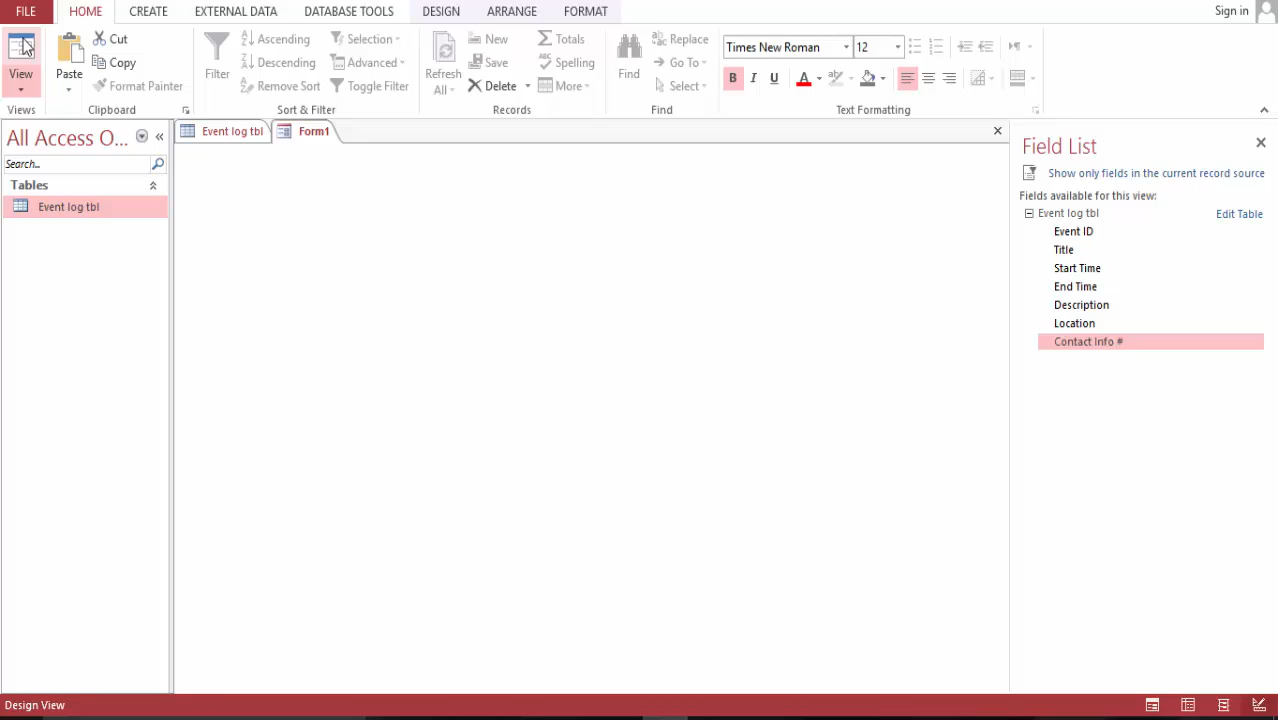 FILE HOME CREATE EXTERNAL DATA DATABASE TOOLS DESIGN ARRANGE FORMAT Sign in
View Paste Cut Copy Format Painter
Filter Ascending Descending Remove Sort Selection Advanced Toggle Filter
Refresh All New Save Delete Totals Spelling More
Find Replace Go To Select
Times New Roman 12
B I U A
Views Clipboard Sort & Filter Records Find Text Formatting
All Access O...
Search...
Tables
Event log tbl
Event log tbl Form1
Field List
Show only fields in the current record source
Fields available for this view:
Event log tbl Edit Table
Event ID
Title
Start Time
End Time
Description
Location
Contact Info #
Design View